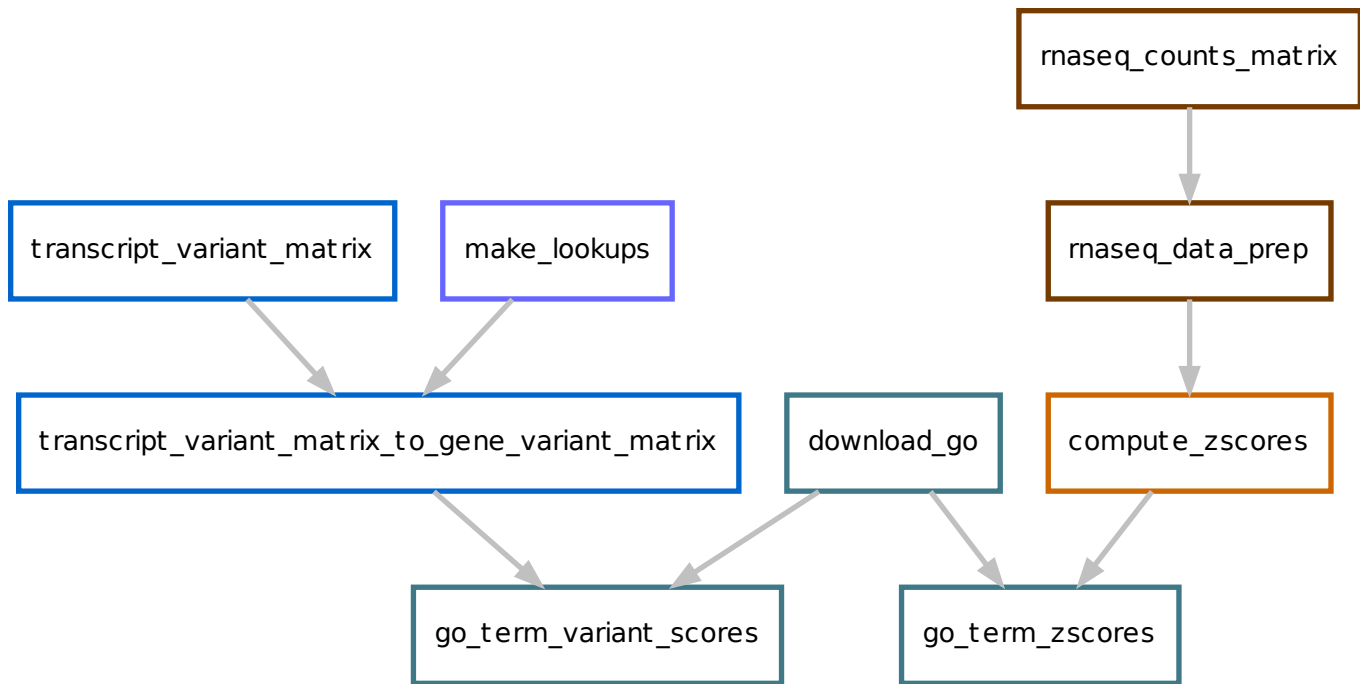 rnaseq_counts_matrix
transcript_variant_matrix
make_lookups
rnaseq_data_prep
transcript_variant_matrix_to_gene_variant_matrix
download_go
compute_zscores
go_term_variant_scores
go_term_zscores